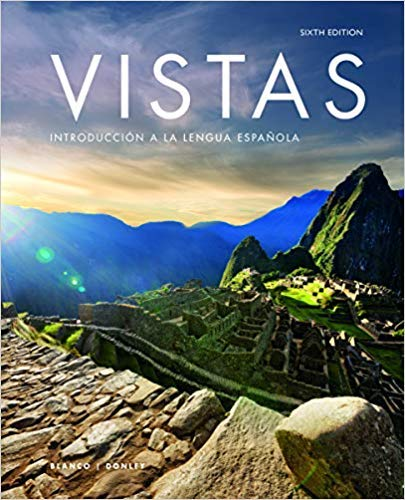 SIXTH EDITION
VISTAS
INTRODUCCIÓN A LA LENGUA ESPAÑOLA
BLANCO | DONLEY